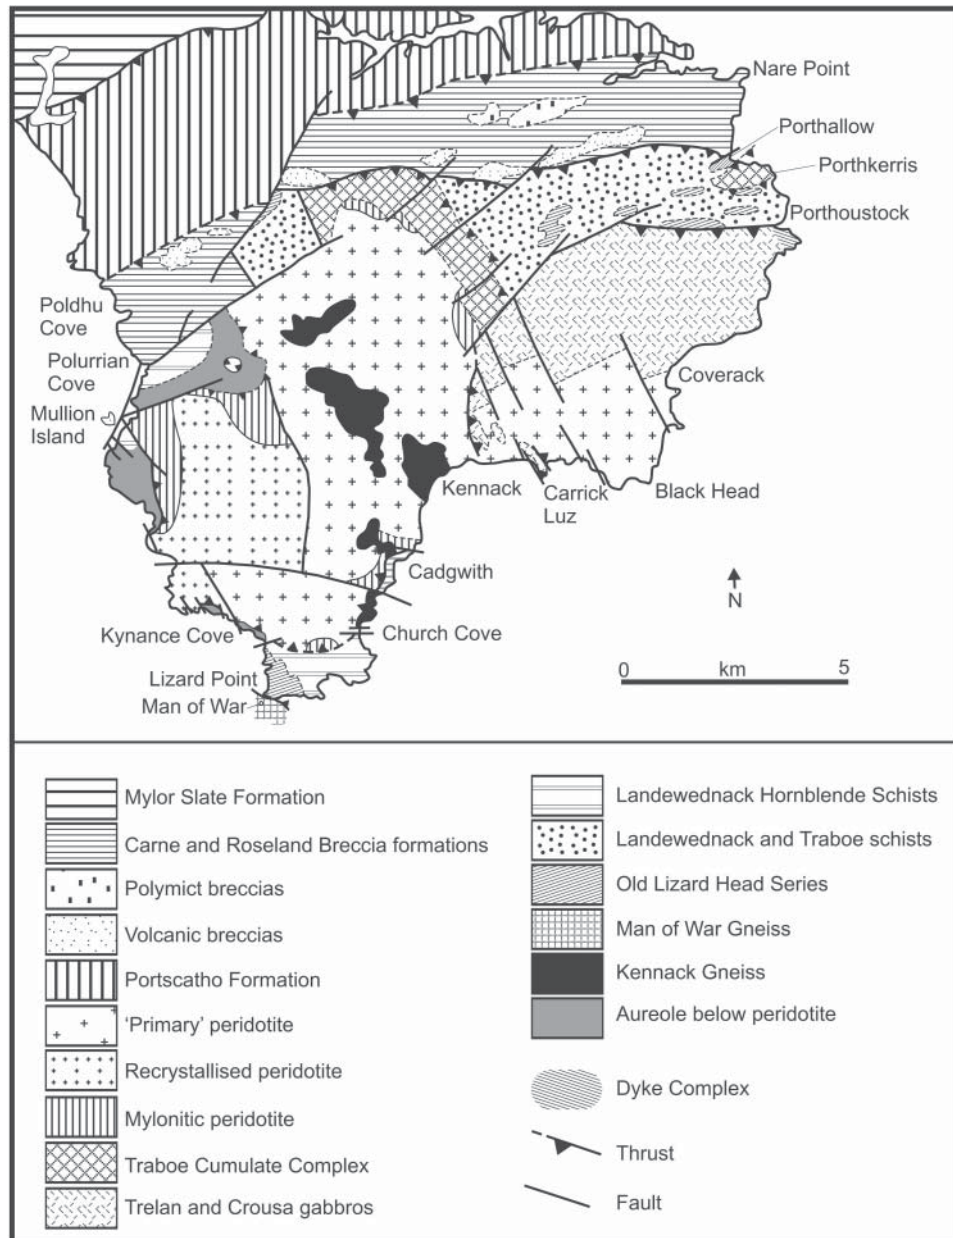 Nare Point
Porthallow
Porthkerris
Porthoustock
Poldhu
Cove
Polurrian
Cove
Mullion
Island
Coverack
Kennack
Carrick
Luz
Black Head
Cadgwith
N
Kynance Cove
Church Cove
Lizard Point
Man of War
0 km 5
Mylor Slate Formation
Carne and Roseland Breccia formations
Polymict breccias
Volcanic breccias
Portscatho Formation
'Primary' peridotite
Recrystallised peridotite
Mylonitic peridotite
Traboe Cumulate Complex
Trelan and Crousa gabbros
Landewednack Hornblende Schists
Landewednack and Traboe schists
Old Lizard Head Series
Man of War Gneiss
Kennack Gneiss
Aureole below peridotite
Dyke Complex
Thrust
Fault